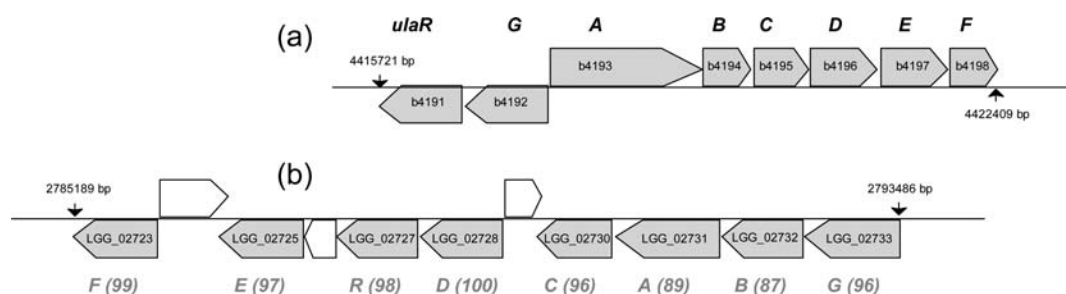 ulaR G A B C D E F
(a)
4415721 bp
b4193 b4194 b4195 b4196 b4197 b4198
b4191 b4192
4422409 bp
(b)
2785189 bp
2793486 bp
LGG_02723 LGG_02725 LGG_02727 LGG_02728 LGG_02730 LGG_02731 LGG_02732 LGG_02733
F (99) E (97) R (98) D (100) C (96) A (89) B (87) G (96)